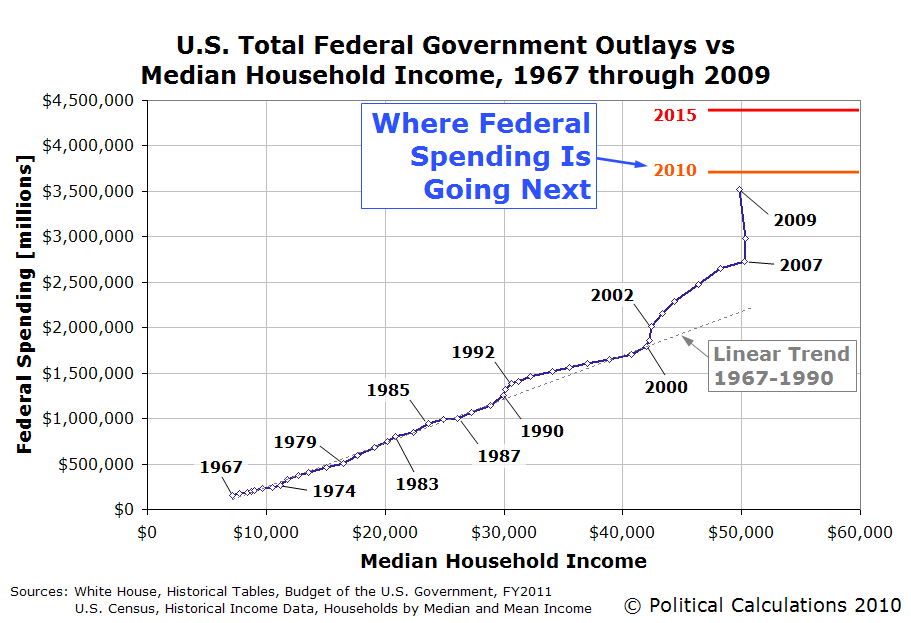 U.S. Total Federal Government Outlays vs
Median Household Income, 1967 through 2009
Federal Spending [millions]
$4,500,000
$4,000,000
$3,500,000
$3,000,000
$2,500,000
$2,000,000
$1,500,000
$1,000,000
$500,000
$0
Where Federal
Spending Is
Going Next
2015
2010
2009
2007
2002
Linear Trend
1967-1990
2000
1992
1990
1985
1987
1979
1983
1967
1974
$0
$10,000
$20,000
$30,000
$40,000
$50,000
$60,000
Median Household Income
Sources: White House, Historical Tables, Budget of the U.S. Government, FY2011
U.S. Census, Historical Income Data, Households by Median and Mean Income
© Political Calculations 2010